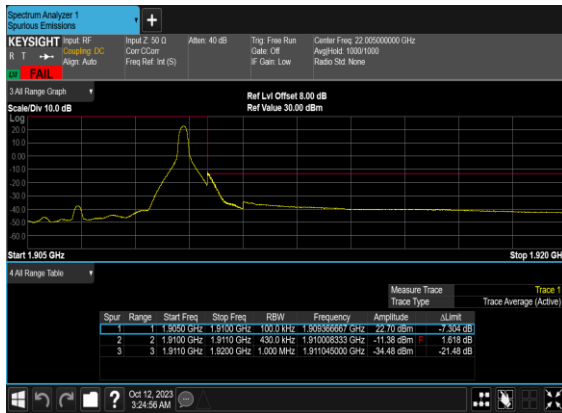 Spectrum Analyzer 1
Spurious Emissions
KEYSIGHT Input: RF Input Z: 50 Ω Atten: 40 dB Trig: Free Run Center Freq: 22.005000000 GHz
R T Coupling: DC Corr CCorr Gate: Off Avg|Hold: 1000/1000
Align: Auto Freq Ref: Int (S) IF Gain: Low Radio Std: None
LXI FAIL
3 All Range Graph
Ref Lvl Offset 8.00 dB
Scale/Div 10.0 dB Ref Value 30.00 dBm
Log
20.0
10.0
0.00
-10.0
-20.0
-30.0
-40.0
-50.0
-60.0
Start 1.905 GHz Stop 1.920 GH
4 All Range Table
Measure Trace Trace 1
Trace Type Trace Average (Active)
Spur Range Start Freq Stop Freq RBW Frequency Amplitude ΔLimit
1 1 1.9050 GHz 1.9100 GHz 100.0 kHz 1.909366667 GHz 22.70 dBm -7.304 dB
2 2 1.9100 GHz 1.9110 GHz 430.0 kHz 1.910008333 GHz -11.38 dBm F 1.618 dB
3 3 1.9110 GHz 1.9200 GHz 1.000 MHz 1.911045000 GHz -34.48 dBm -21.48 dB
Oct 12, 2023
3:24:56 AM